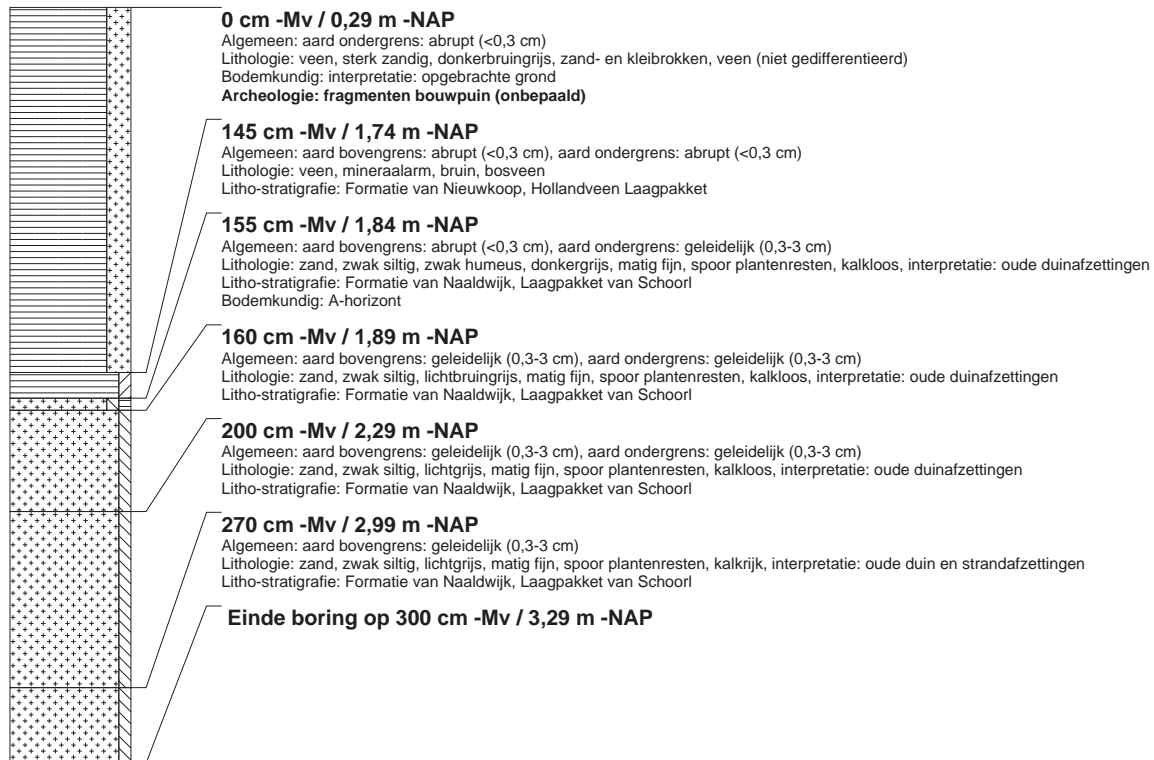 0 cm -Mv / 0,29 m -NAP
Algemeen: aard ondergrens: abrupt (<0,3 cm)
Lithologie: veen, sterk zandig, donkerbruingrijs, zand- en kleibrokken, veen (niet gedifferentieerd)
Bodemkundig: interpretatie: opgebrachte grond
Archeologie: fragmenten bouwpuin (onbepaald)
145 cm -Mv / 1,74 m -NAP
Algemeen: aard bovengrens: abrupt (<0,3 cm), aard ondergrens: abrupt (<0,3 cm)
Lithologie: veen, mineraalarm, bruin, bosveen
Litho-stratigrafie: Formatie van Nieuwkoop, Hollandveen Laagpakket
155 cm -Mv / 1,84 m -NAP
Algemeen: aard bovengrens: abrupt (<0,3 cm), aard ondergrens: geleidelijk (0,3-3 cm)
Lithologie: zand, zwak siltig, zwak humeus, donkergrijs, matig fijn, spoor plantenresten, kalkloos, interpretatie: oude duinafzettingen
Litho-stratigrafie: Formatie van Naaldwijk, Laagpakket van Schoorl
Bodemkundig: A-horizont
160 cm -Mv / 1,89 m -NAP
Algemeen: aard bovengrens: geleidelijk (0,3-3 cm), aard ondergrens: geleidelijk (0,3-3 cm)
Lithologie: zand, zwak siltig, lichtbruingrijs, matig fijn, spoor plantenresten, kalkloos, interpretatie: oude duinafzettingen
Litho-stratigrafie: Formatie van Naaldwijk, Laagpakket van Schoorl
200 cm -Mv / 2,29 m -NAP
Algemeen: aard bovengrens: geleidelijk (0,3-3 cm), aard ondergrens: geleidelijk (0,3-3 cm)
Lithologie: zand, zwak siltig, lichtgrijs, matig fijn, spoor plantenresten, kalkloos, interpretatie: oude duinafzettingen
Litho-stratigrafie: Formatie van Naaldwijk, Laagpakket van Schoorl
270 cm -Mv / 2,99 m -NAP
Algemeen: aard bovengrens: geleidelijk (0,3-3 cm)
Lithologie: zand, zwak siltig, lichtgrijs, matig fijn, spoor plantenresten, kalkrijk, interpretatie: oude duin en strandafzettingen
Litho-stratigrafie: Formatie van Naaldwijk, Laagpakket van Schoorl
Einde boring op 300 cm -Mv / 3,29 m -NAP